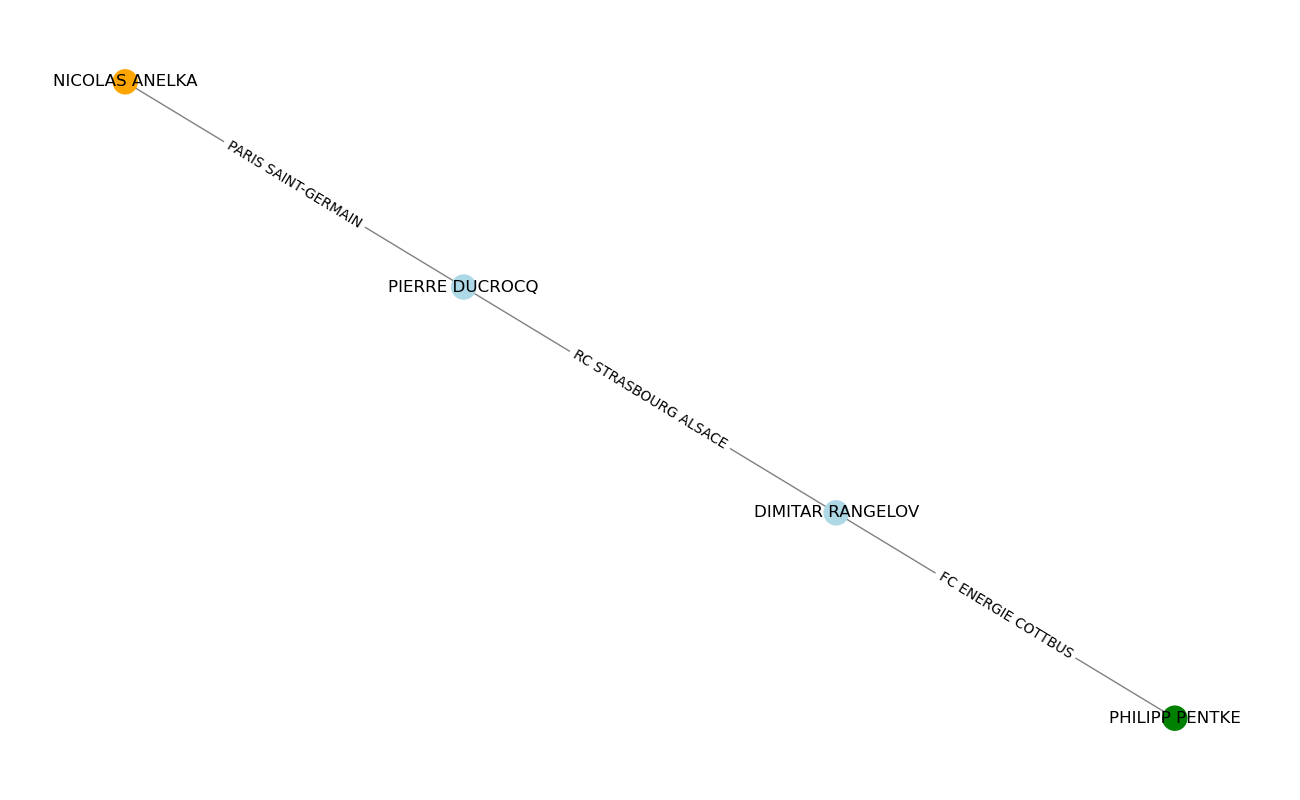 NICOLAS ANELKA
PARIS SAINT-GERMAIN
PIERRE DUCROCQ
RC STRASBOURG ALSACE
DIMITAR RANGELOV
FC ENERGIE COTTBUS
PHILIPP PENTKE